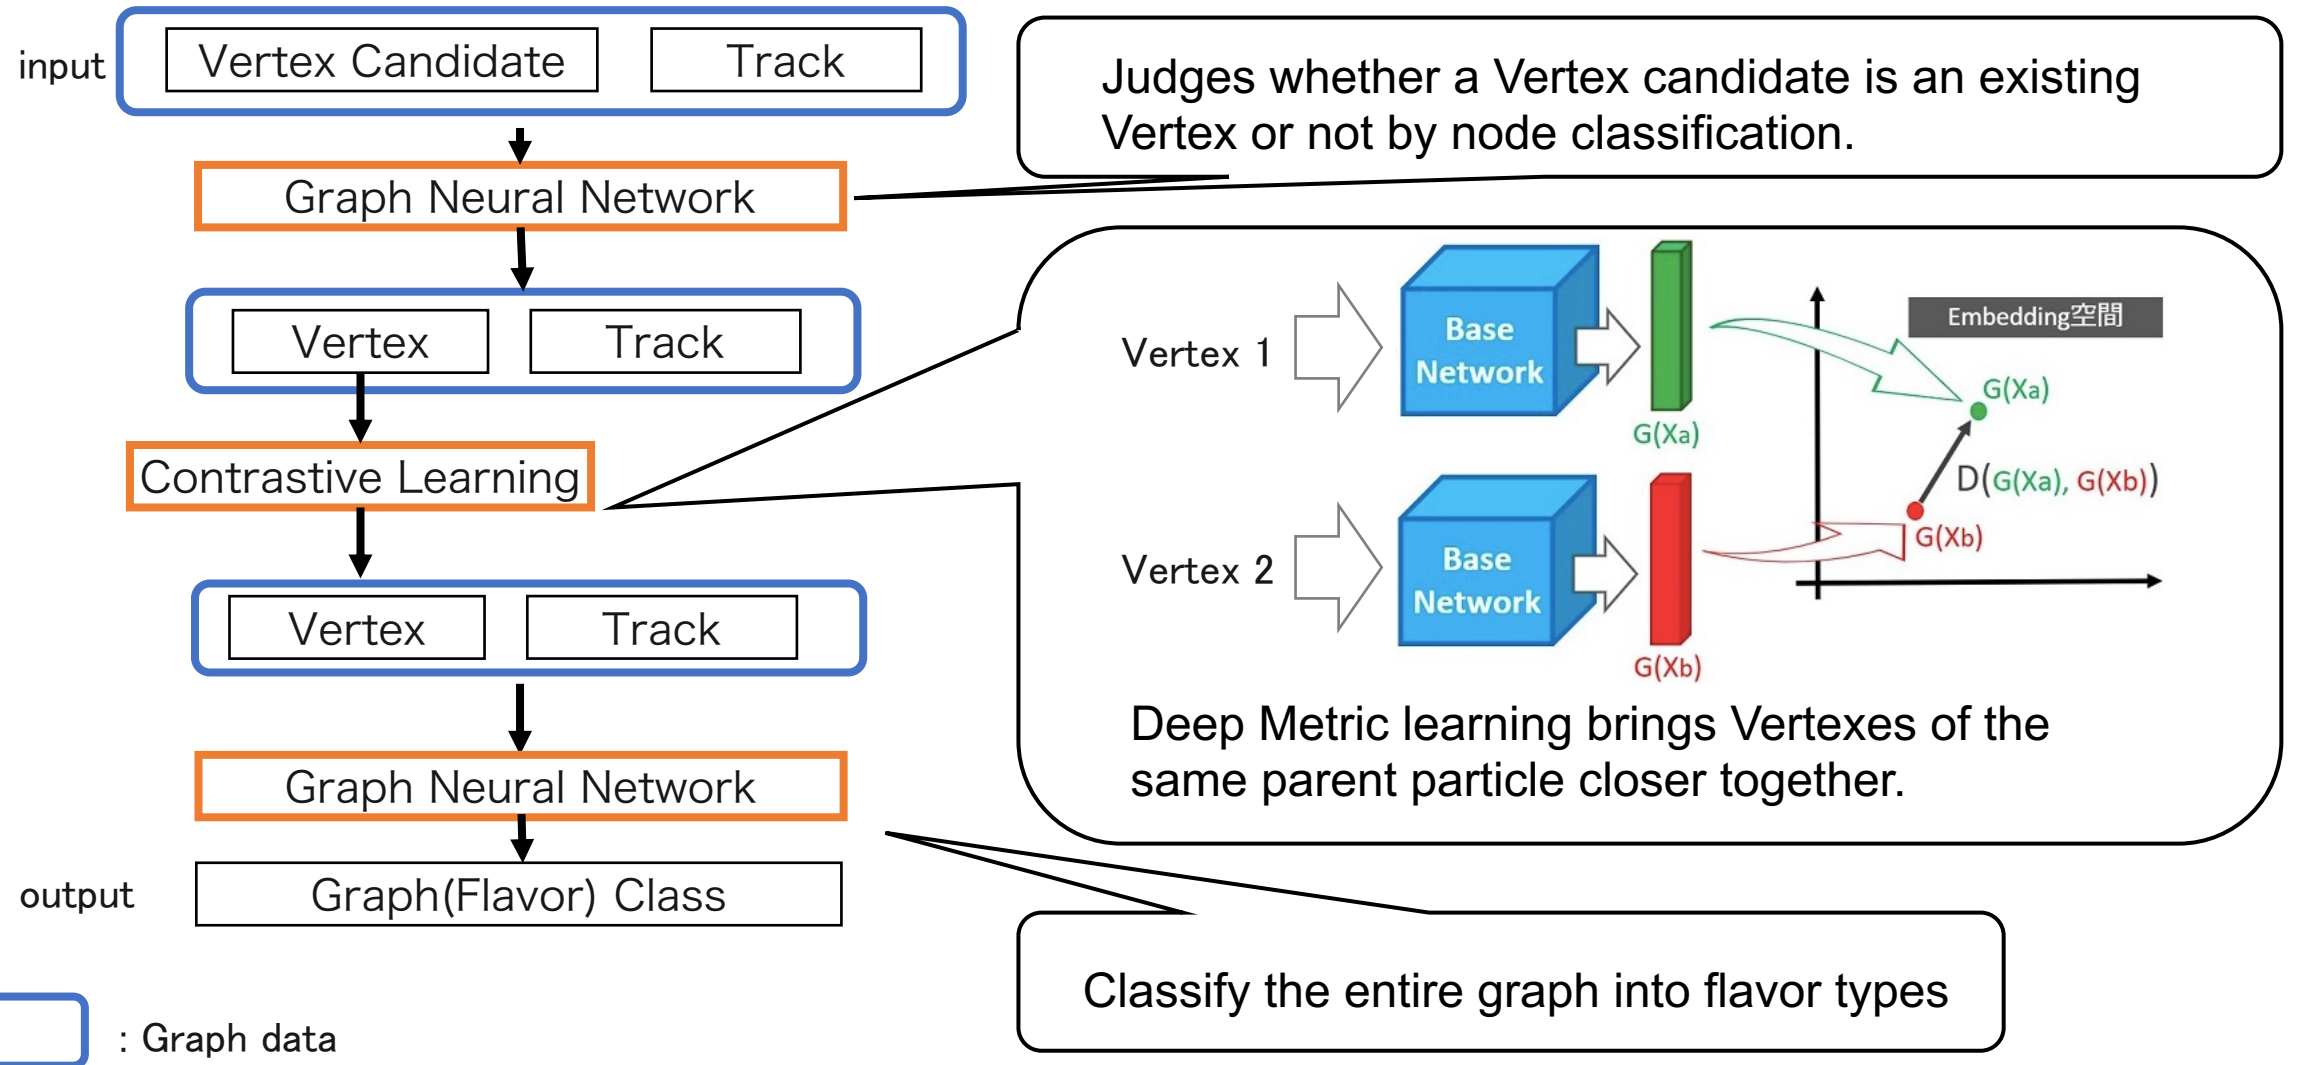 input
Vertex Candidate
Track
Graph Neural Network
Vertex
Track
Contrastive Learning
Vertex
Track
Graph Neural Network
output
Graph(Flavor) Class
: Graph data
Judges whether a Vertex candidate is an existing
Vertex or not by node classification.
Vertex 1
Base
Network
G(Xa)
Vertex 2
Base
Network
G(Xb)
Embedding空間
G(Xa)
D(G(Xa), G(Xb))
G(Xb)
Deep Metric learning brings Vertexes of the
same parent particle closer together.
Classify the entire graph into flavor types